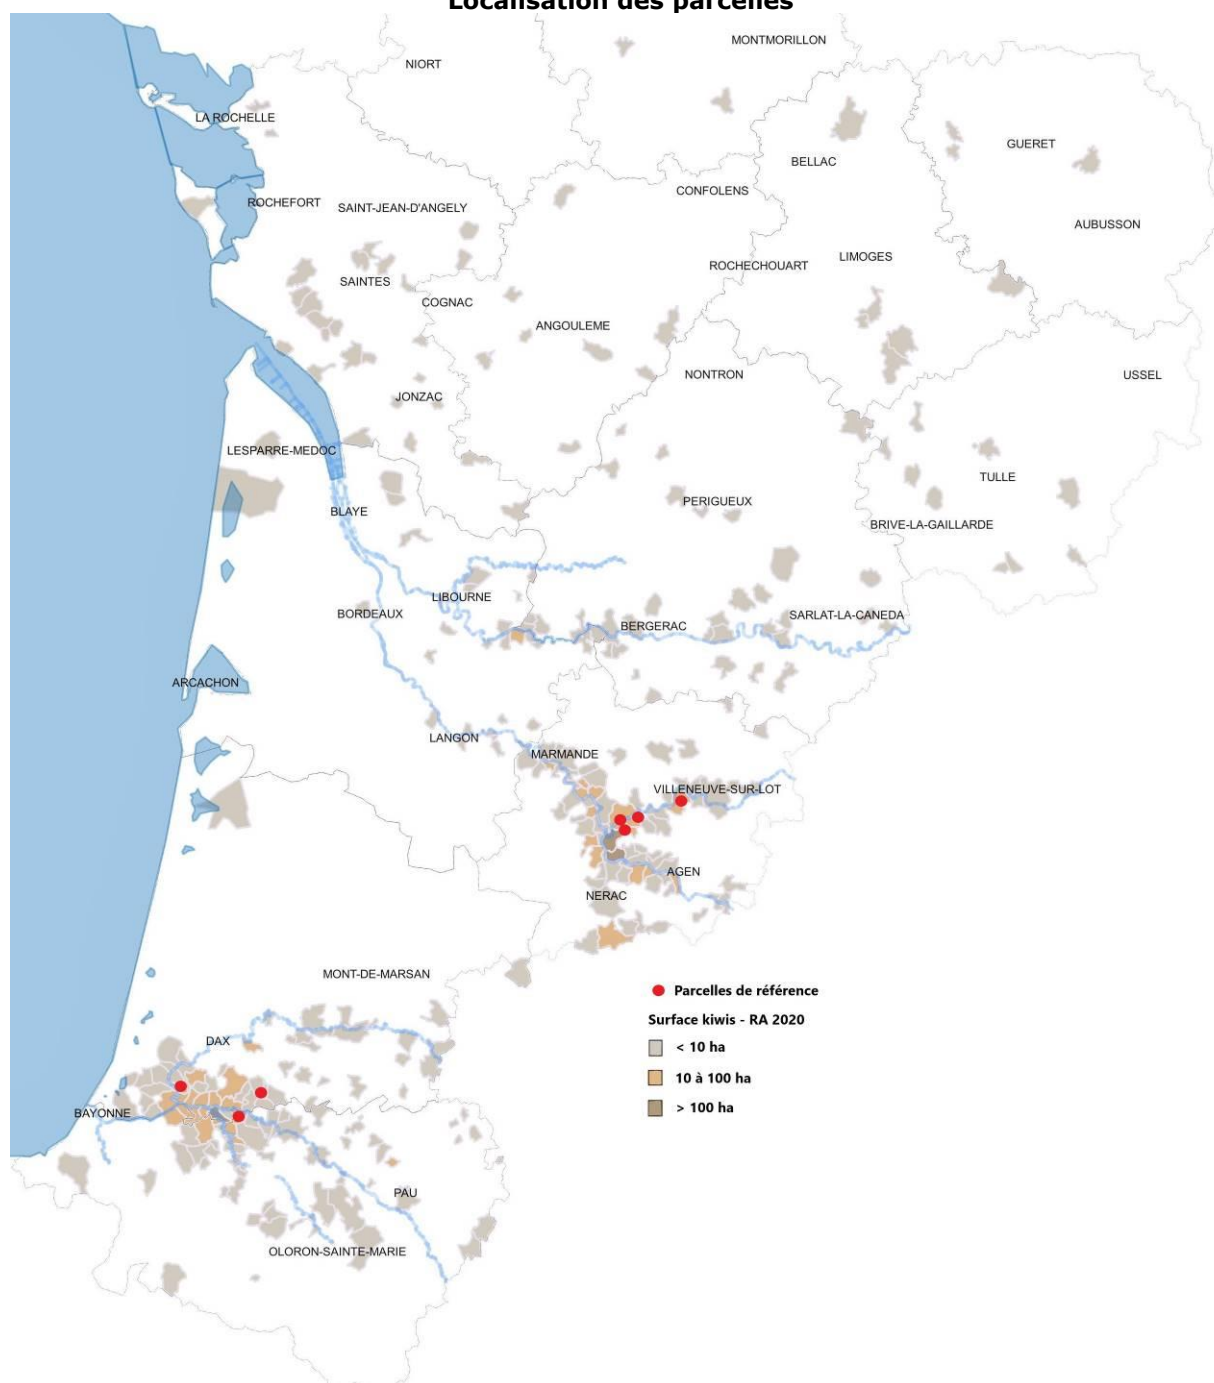 Localisation des parcelles
MONTMORILLON
NIORT
LA ROCHELLE
GUERET
BELLAC
CONFOLENS
ROCHEFORT
SAINT-JEAN-D'ANGELY
AUBUSSON
LIMOGES
ROCHECHOUART
SAINTES
COGNAC
ANGOULEME
NONTRON
USSEL
JONZAC
LESPARRE-MEDOC
TULLE
PERIGUEUX
BLAYE
BRIVE-LA-GAILLARDE
LIBOURNE
BORDEAUX
SARLAT-LA-CANEDA
BERGERAC
ARCACHON
LANGON
MARMANDE
VILLENEUVE-SUR-LOT
AGEN
NERAC
MONT-DE-MARSAN
Parcelles de référence
Surface kiwis - RA 2020
DAX
< 10 ha
10 à 100 ha
BAYONNE
> 100 ha
PAU
OLORON-SAINTE-MARIE